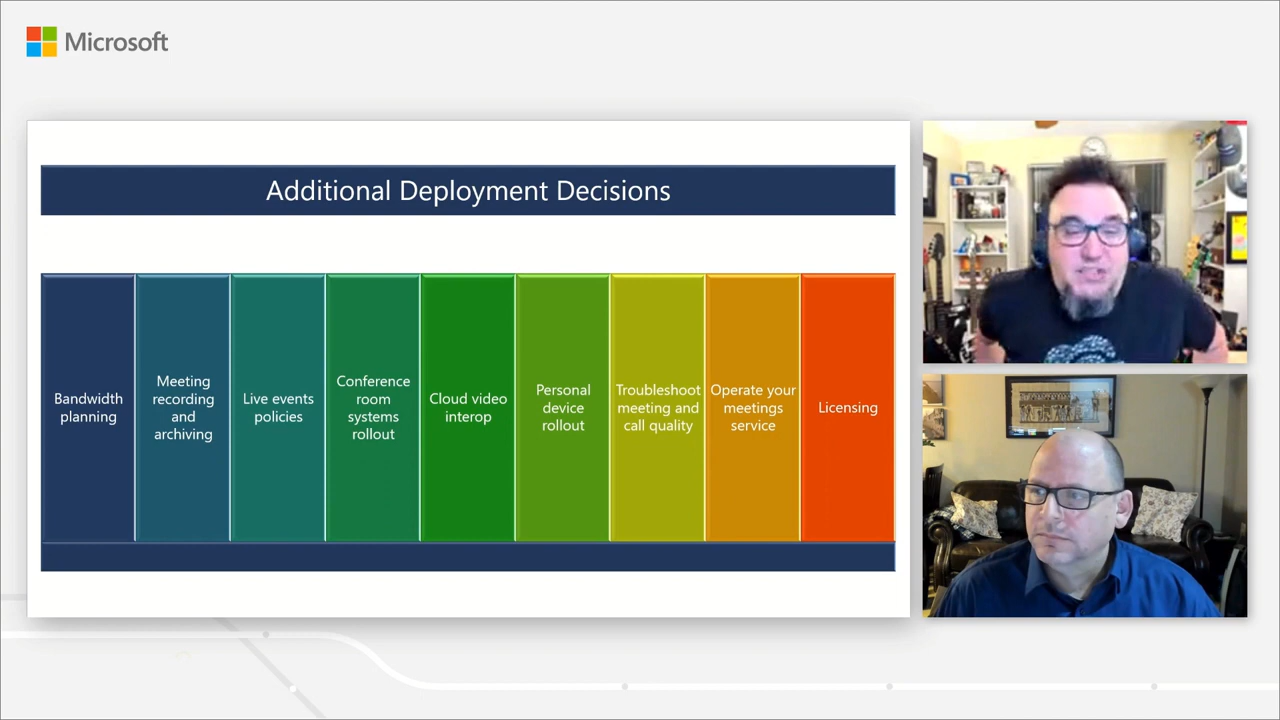 Microsoft
Additional Deployment Decisions
Bandwidth
planning
Meeting
recording
and
archiving
Live events
policies
Conference
room
systems
rollout
Cloud video
interop
Personal
device
rollout
Troubleshoot
meeting and
call quality
Operate your
meetings
service
Licensing